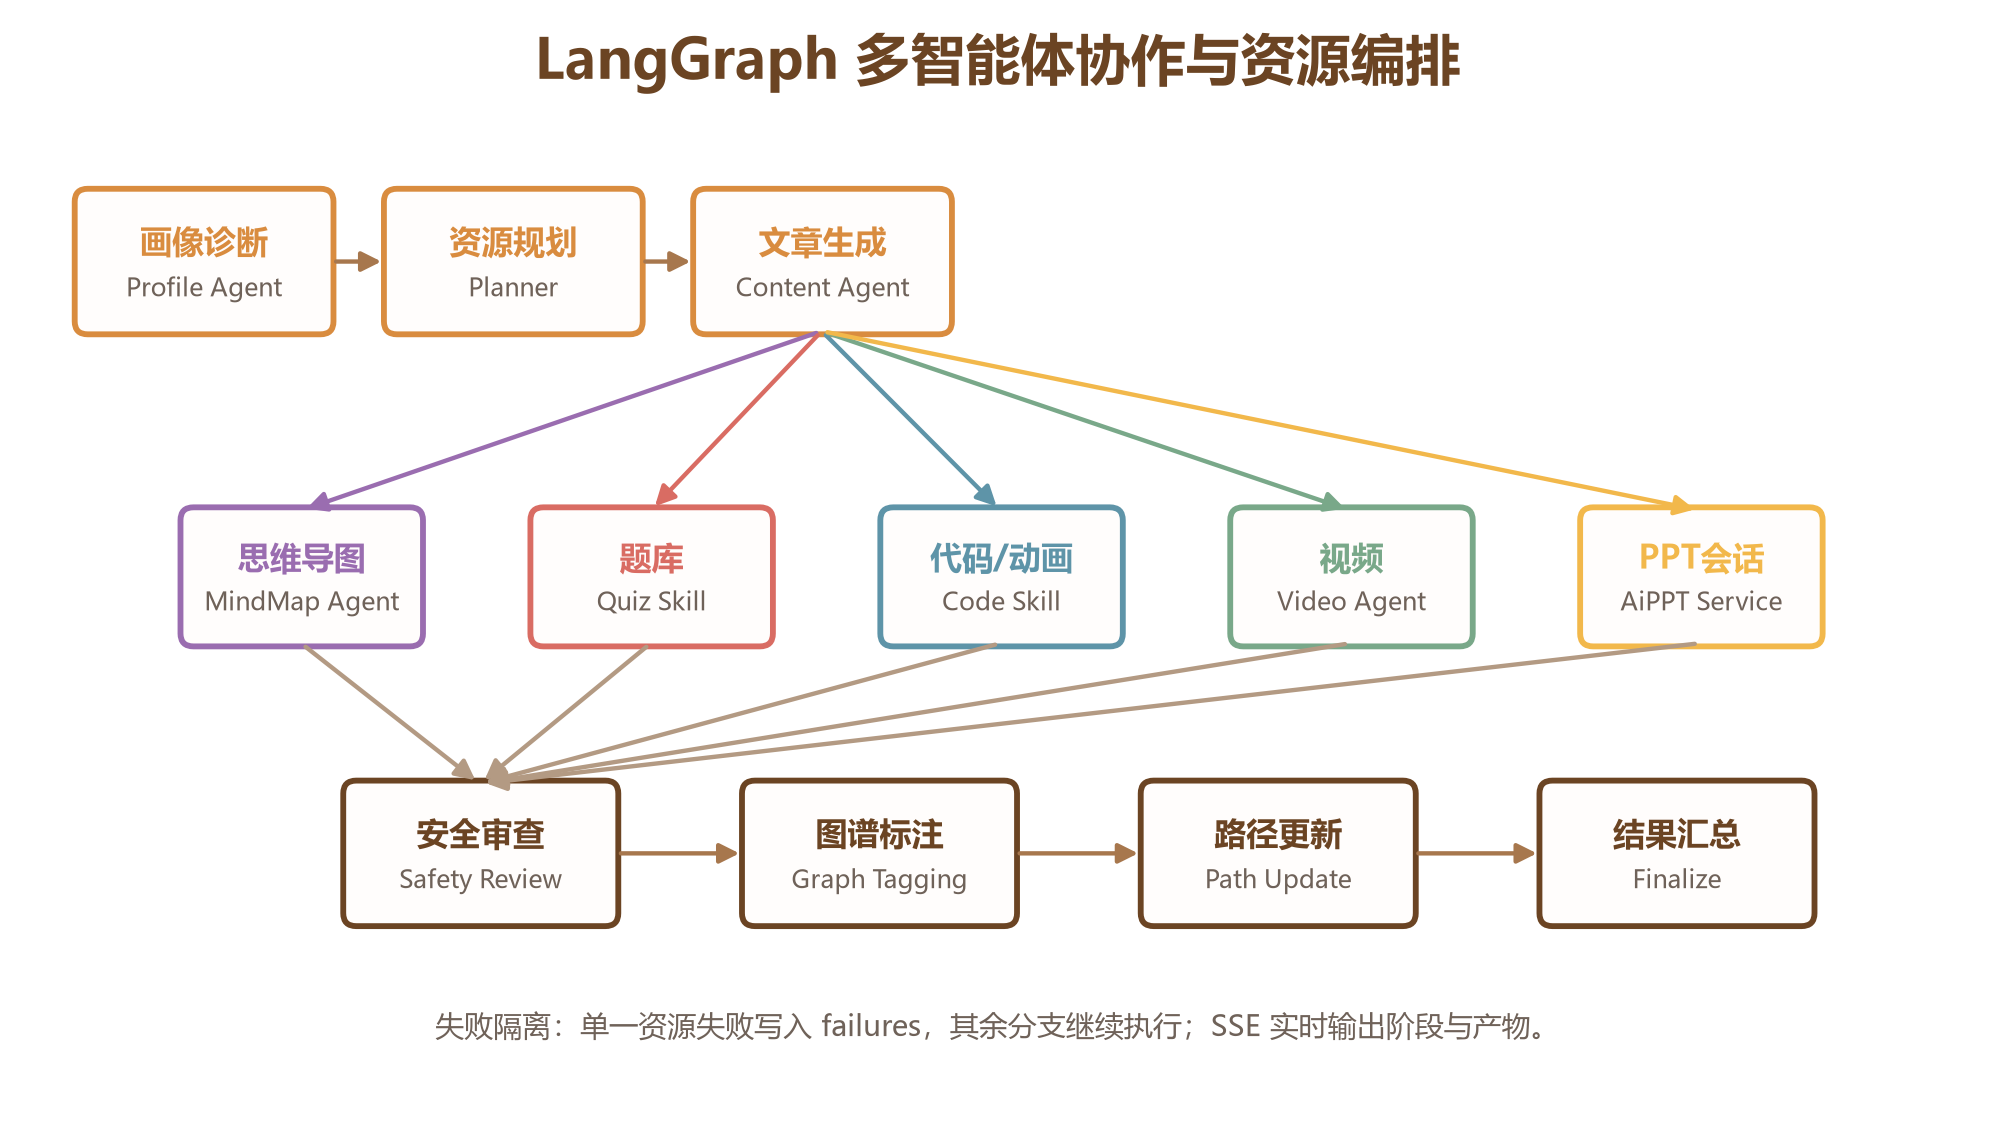 LangGraph 多智能体协作与资源编排
画像诊断
Profile Agent
资源规划
Planner
文章生成
Content Agent
思维导图
MindMap Agent
题库
Quiz Skill
代码/动画
Code Skill
视频
Video Agent
PPT会话
AiPPT Service
安全审查
Safety Review
图谱标注
Graph Tagging
路径更新
Path Update
结果汇总
Finalize
失败隔离：单一资源失败写入 failures，其余分支继续执行；SSE 实时输出阶段与产物。